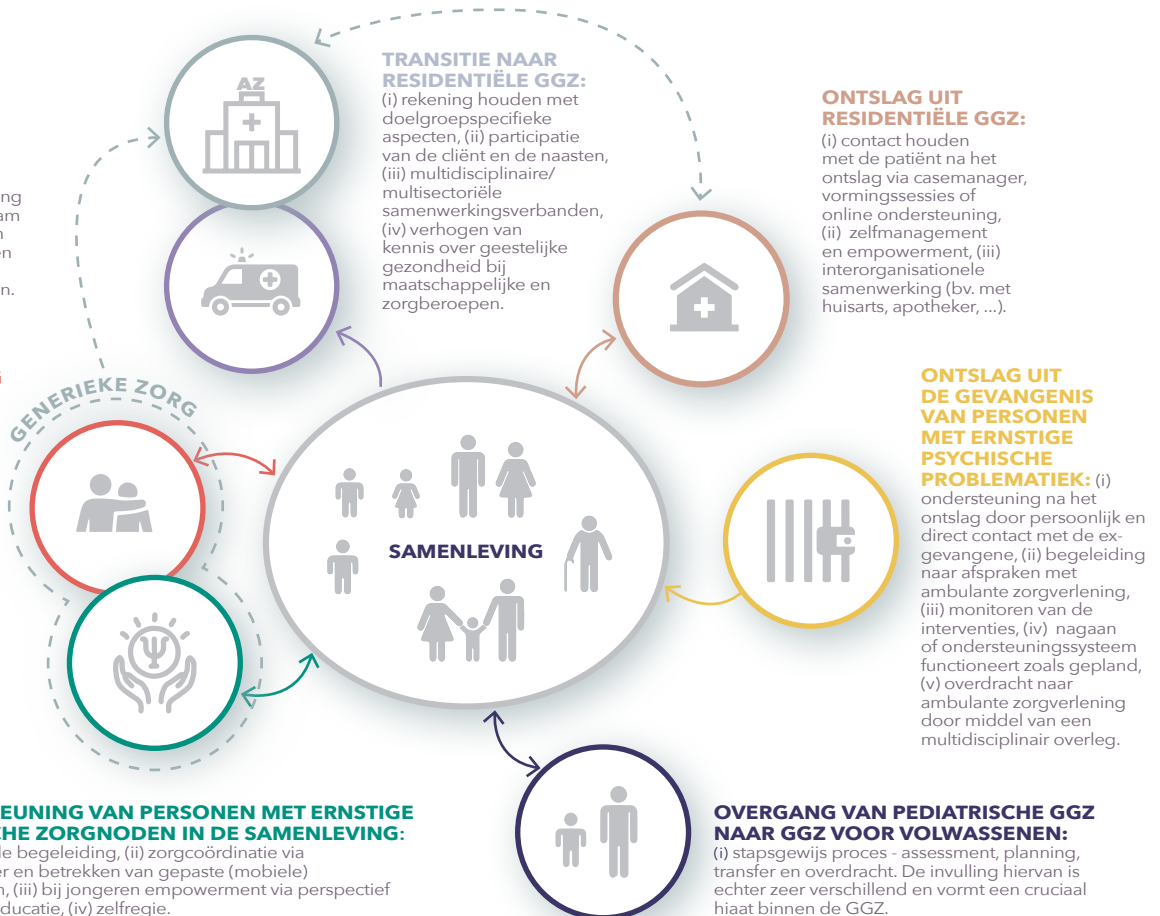 AZ
TRANSITIE NAAR
RESIDENTIËLE GGZ:
(i) rekening houden met
doelgroepspecifieke
aspecten, (ii) participatie
van de cliënt en de naasten,
(iii) multidisciplinaire/
multisectoriële
samenwerkingsverbanden,
(iv) verhogen van
kennis over geestelijke
gezondheid bij
maatschappelijke en
zorgberoepen.
ONTSLAG UIT
RESIDENTIËLE GGZ:
(i) contact houden
met de patiënt na het
ontslag via casemanager,
vormingssessies of
online ondersteuning,
(ii) zelfmanagement
en empowerment, (iii)
interorganisationele
samenwerking (bv. met
huisarts, apotheker, ...).
GENERIEKE ZORG
SAMENLEVING
ONTSLAG UIT
DE GEVANGENIS
VAN PERSONEN
MET ERNSTIGE
PSYCHISCHE
PROBLEMATIEK: (i)
ondersteuning na het
ontslag door persoonlijk en
direct contact met de ex-
gevangene, (ii) begeleiding
naar afspraken met
ambulante zorgverlening,
(iii) monitoren van de
interventies, (iv) nagaan
of ondersteuningssysteem
functioneert zoals gepland,
(v) overdracht naar
ambulante zorgverlening
door middel van een
multidisciplinair overleg.
EUNING VAN PERSONEN MET ERNSTIGE
CHE ZORGNODEN IN DE SAMENLEVING:
le begeleiding, (ii) zorgcoördinatie via
er en betrekken van gepaste (mobiele)
n, (iii) bij jongeren empowerment via perspectief
ducatie, (iv) zelfregie.
OVERGANG VAN PEDIATRISCHE GGZ
NAAR GGZ VOOR VOLWASSENEN:
(i) stapsgewijs proces - assessment, planning,
transfer en overdracht. De invulling hiervan is
echter zeer verschillend en vormt een cruciaal
hiaat binnen de GGZ.